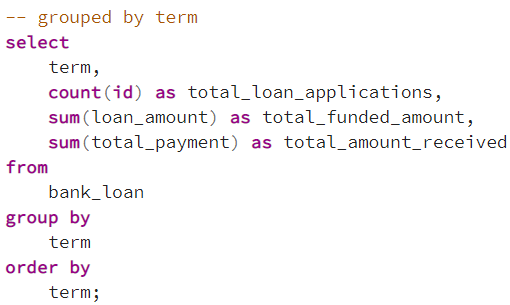 -- grouped by term
select
    term,
    count(id) as total_loan_applications,
    sum(loan_amount) as total_funded_amount,
    sum(total_payment) as total_amount_received
from
    bank_loan
group by
    term
order by
    term;